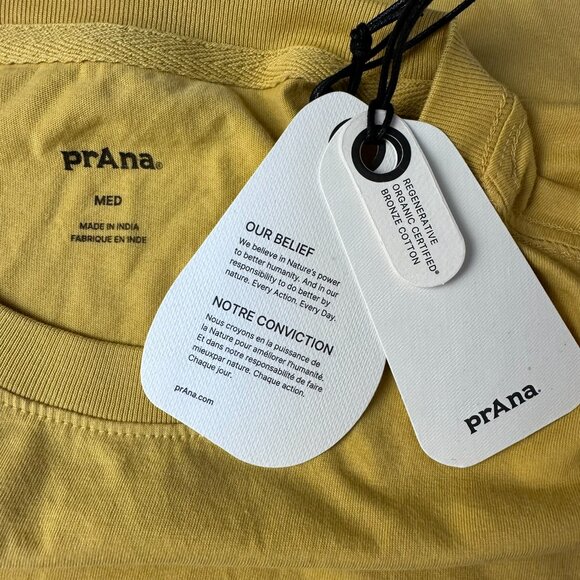 prAna®
MED
MADE IN INDIA
FABRIQUE EN INDE
OUR BELIEF
We believe in Nature's power
to better humanity. And in our
responsibility to do better by
nature. Every Action. Every Day.
NOTRE CONVICTION
Nous croyons en la puissance de
la Nature pour améliorer l'humanité.
Et dans notre responsabilité de faire
mieuxpar nature. Chaque action.
Chaque jour.
prAna.com
REGENERATIVE
ORGANIC CERTIFIED®
BRONZE COTTON
prAna.